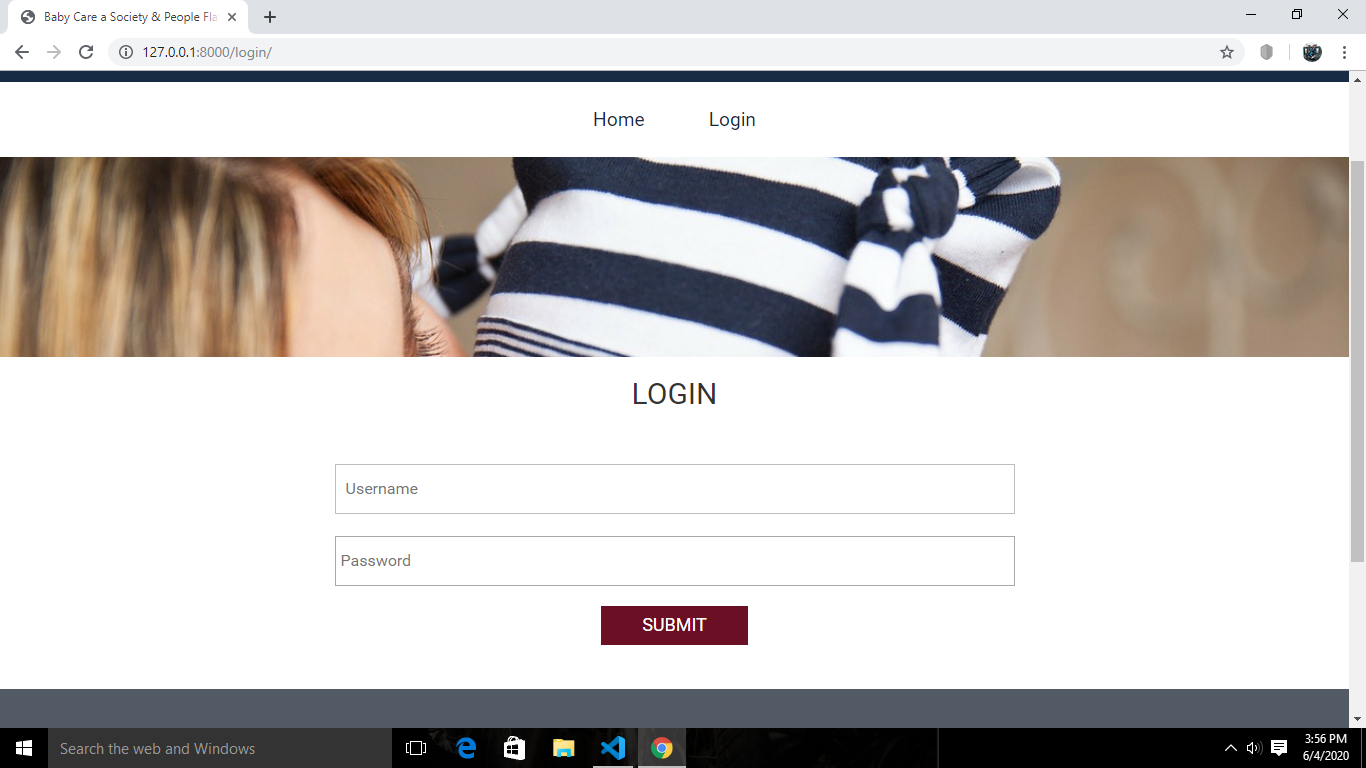 Baby Care a Society & People Fla
127.0.0.1:8000/login/
Home Login
LOGIN
Username
Password
SUBMIT
Search the web and Windows
3:56 PM
6/4/2020